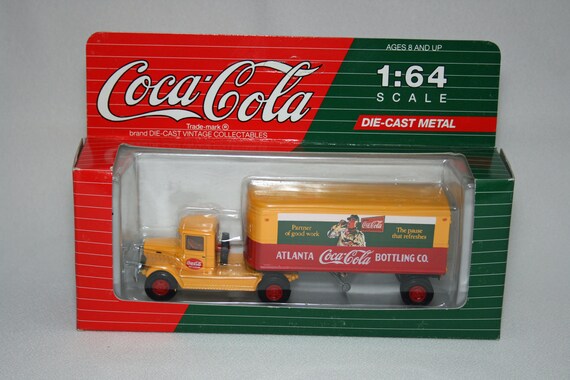 AGES 8 AND UP
Coca-Cola
Trade-mark ®
brand DIE-CAST VINTAGE COLLECTABLES
1:64
SCALE
DIE-CAST METAL
Partner
of good work
Coca-Cola
The pause
that refreshes
ATLANTA Coca-Cola BOTTLING CO.
Coca-Cola